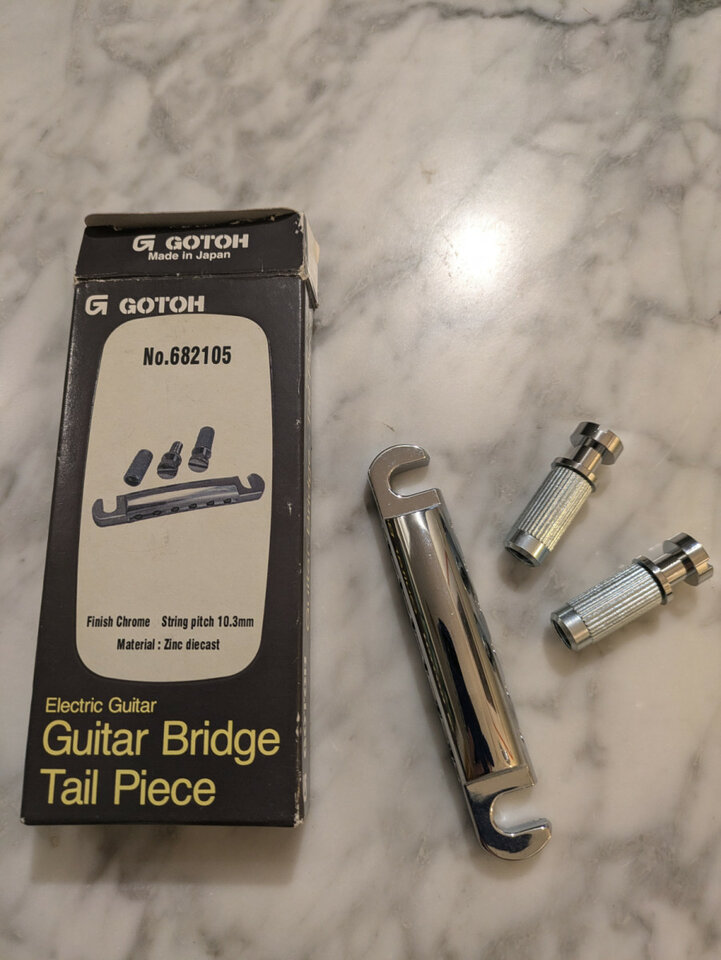 G GOTOH
Made in Japan
G GOTOH
No.682105
Finish Chrome String pitch 10.3mm
Material : Zinc diecast
Electric Guitar
Guitar Bridge
Tail Piece